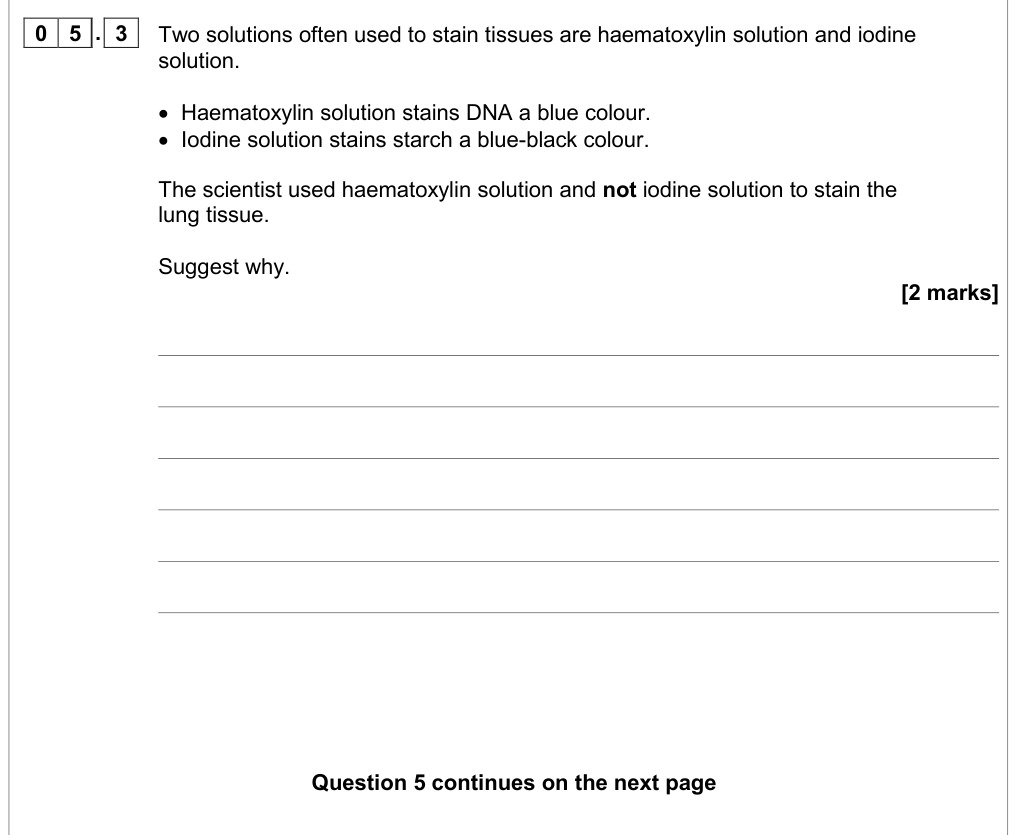 0 5 . 3 Two solutions often used to stain tissues are haematoxylin solution and iodine
solution.
• Haematoxylin solution stains DNA a blue colour.
• Iodine solution stains starch a blue-black colour.
The scientist used haematoxylin solution and not iodine solution to stain the
lung tissue.
Suggest why.
[2 marks]
Question 5 continues on the next page